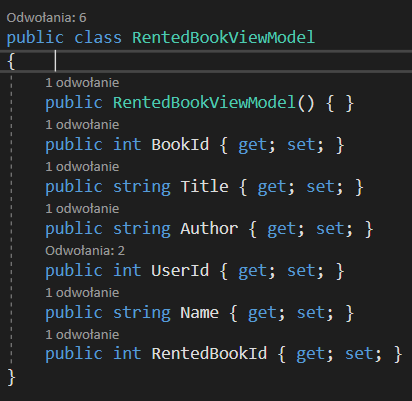 Odwołania: 6
public class RentedBookViewModel
{
1 odwołanie
public RentedBookViewModel() { }
1 odwołanie
public int BookId { get; set; }
1 odwołanie
public string Title { get; set; }
1 odwołanie
public string Author { get; set; }
Odwołania: 2
public int UserId { get; set; }
1 odwołanie
public string Name { get; set; }
1 odwołanie
public int RentedBookId { get; set; }
}